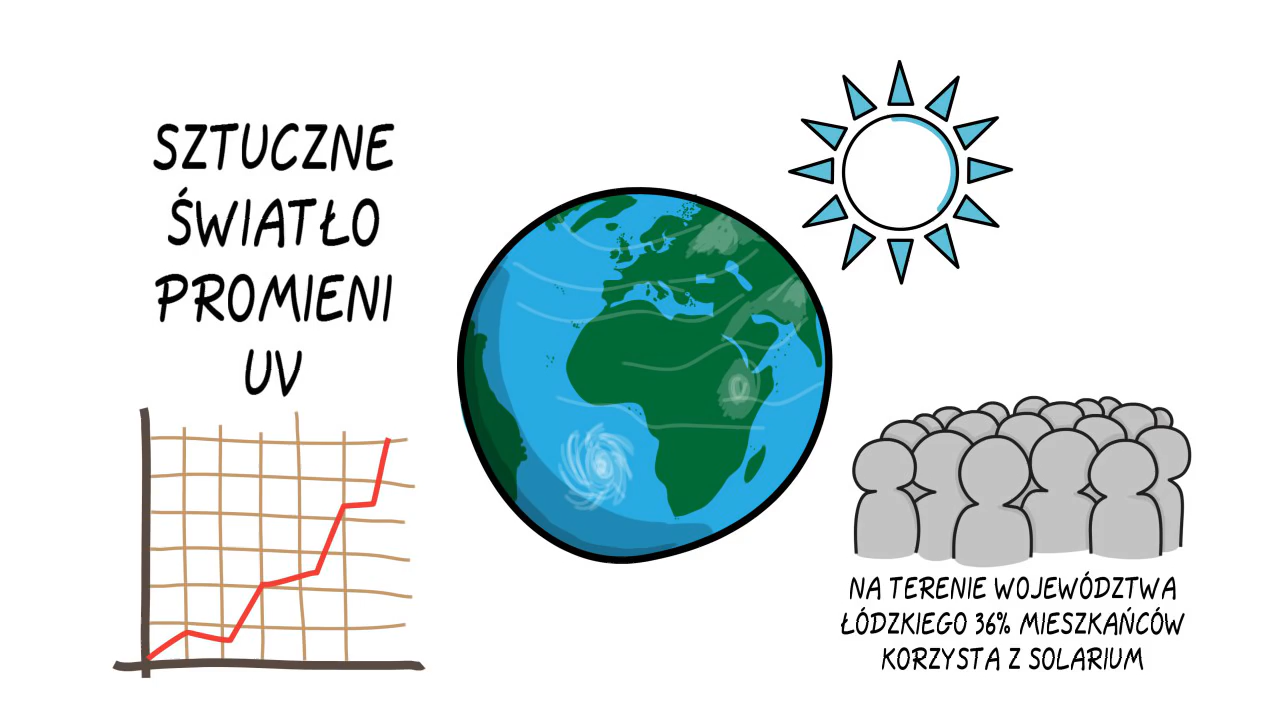 SZTUCZNE
ŚWIATŁO
PROMIENI
UV
NA TERENIE WOJEWÓDZTWA
ŁÓDZKIEGO 36% MIESZKAŃCÓW
KORZYSTA Z SOLARIUM